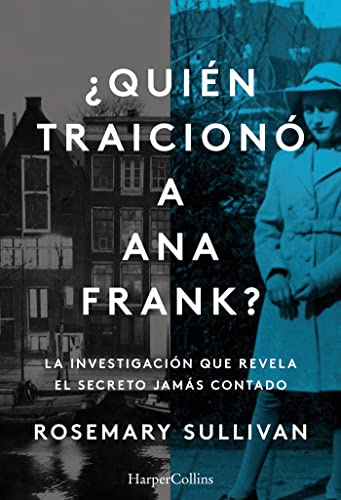 ¿QUIÉN
TRAICIONÓ
A
ANA
FRANK?
LA INVESTIGACIÓN QUE REVELA
EL SECRETO JAMÁS CONTADO
ROSEMARY SULLIVAN
HarperCollins